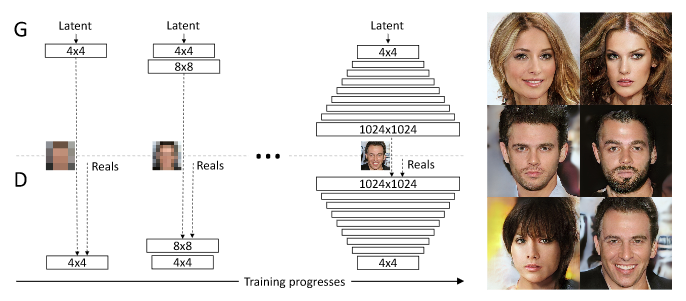 G
Latent
Latent
Latent
4x4
4x4
4x4
8x8
1024x1024
Reals
Reals
Reals
D
1024x1024
8x8
4x4
4x4
4x4
Training progresses